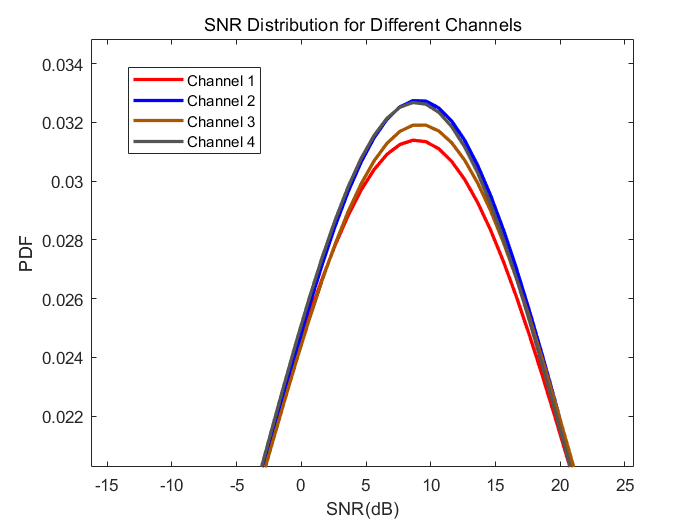 SNR Distribution for Different Channels
0.034
0.032
0.03
0.028
0.026
0.024
0.022
PDF
Channel 1
Channel 2
Channel 3
Channel 4
-15
-10
-5
0
5
10
15
20
25
SNR(dB)